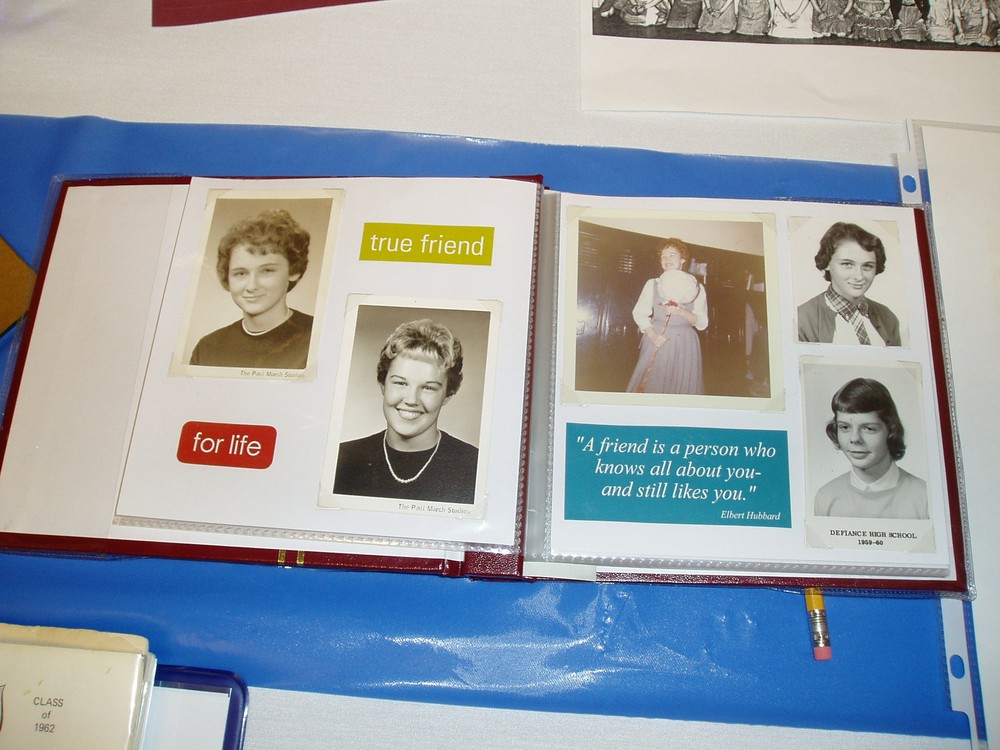 true friend
The Paul March Studios
for life
The Paul March Studios
"A friend is a person who
knows all about you-
and still likes you."
Elbert Hubbard
DEFIANCE HIGH SCHOOL
1959-60
CLASS
of
1962